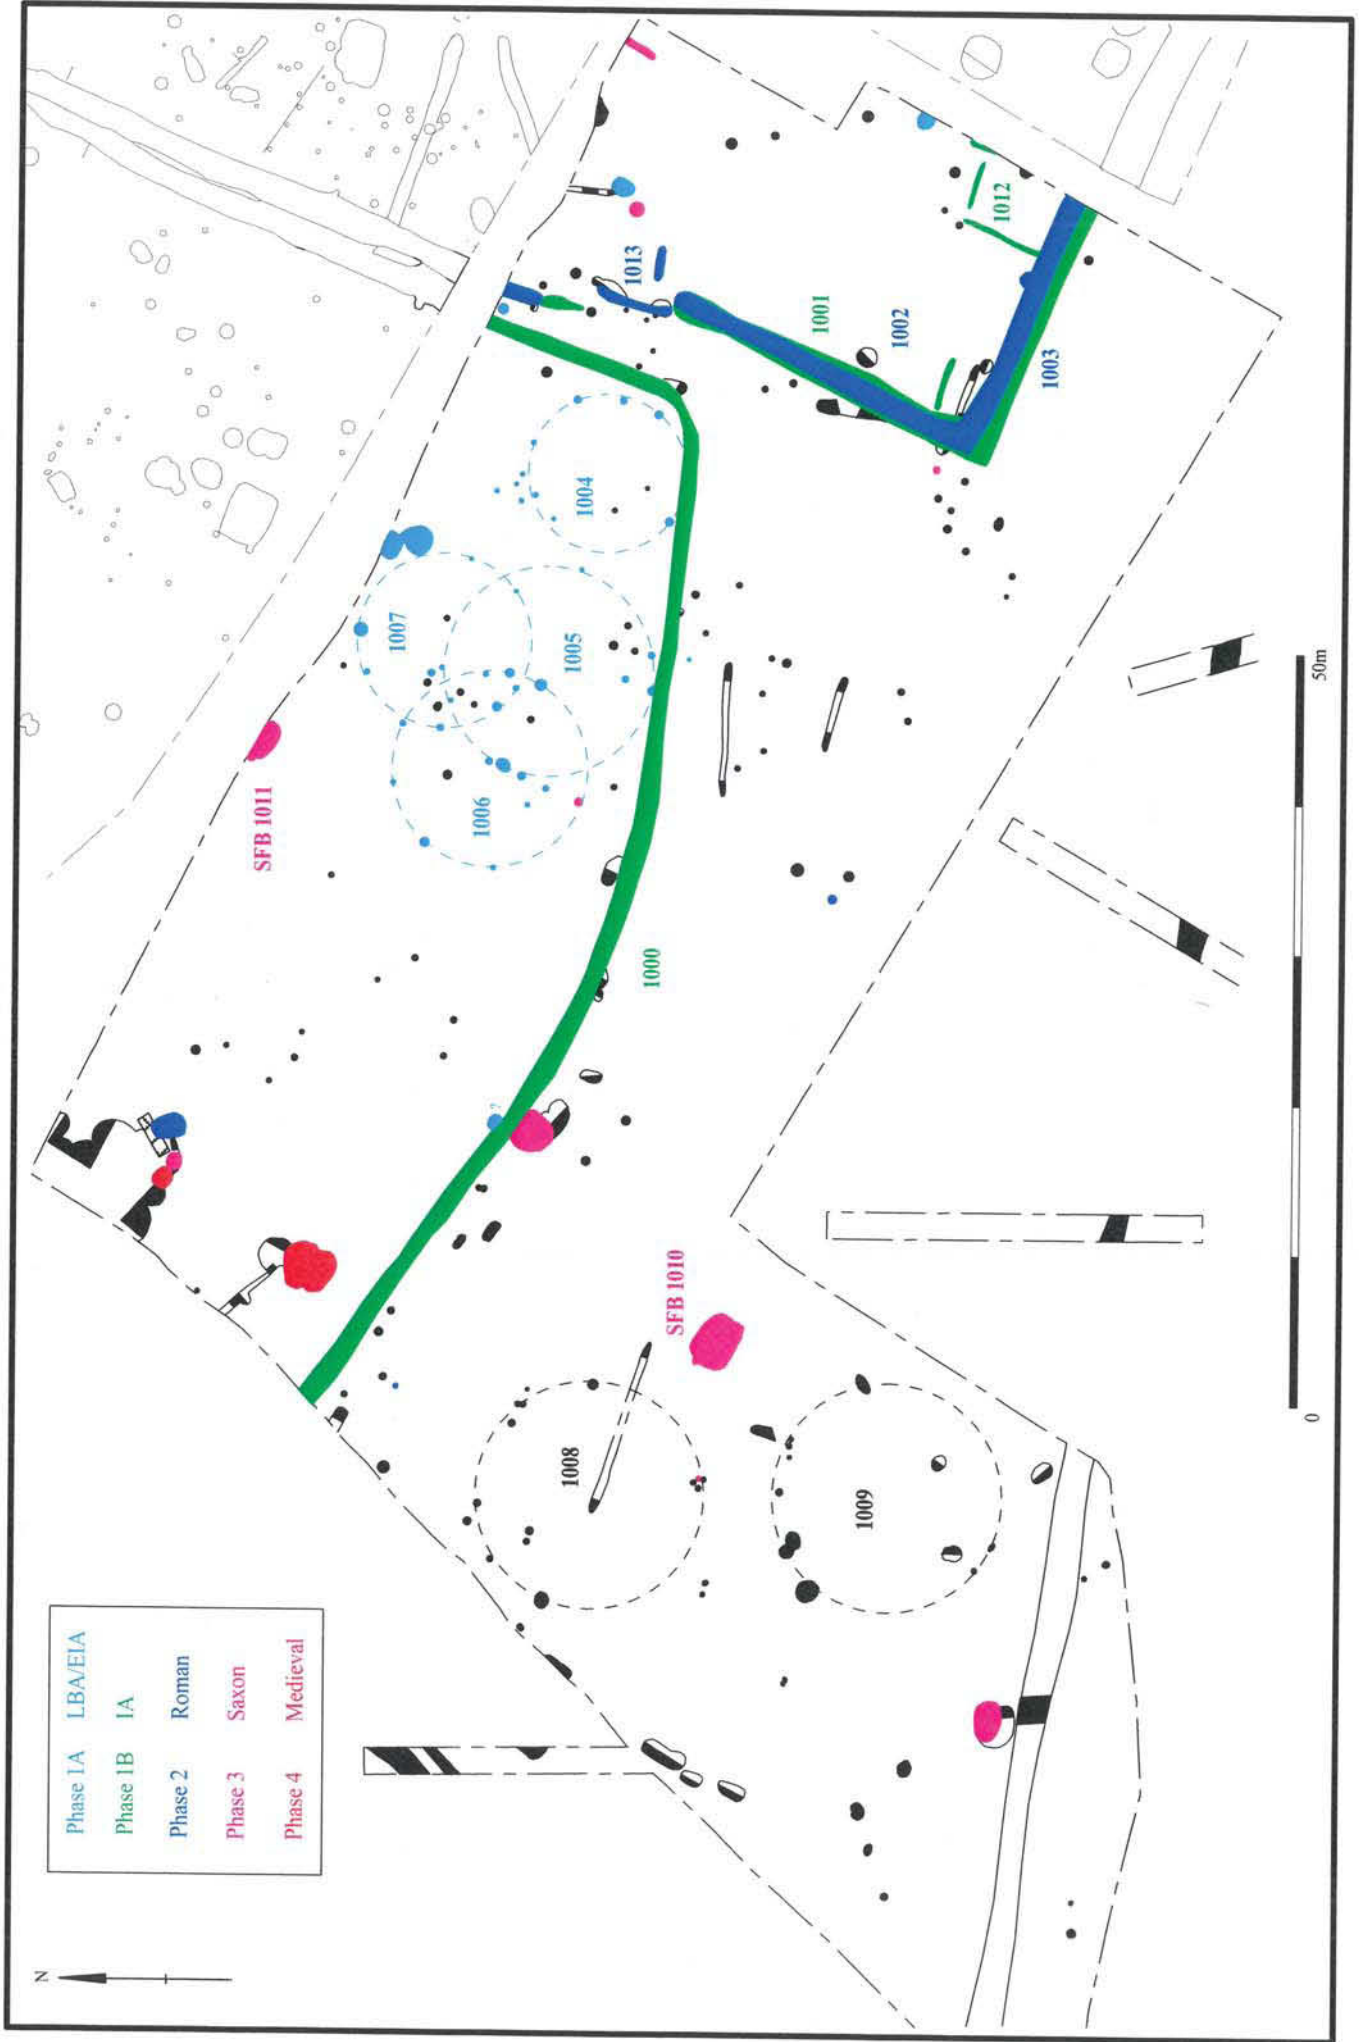 N
Phase 1A LBA/EIA
Phase 1B IA
Phase 2 Roman
Phase 3 Saxon
Phase 4 Medieval
SFB 1011
1007
1006
1005
1004
1000
?
1013
1001
1002
1003
1012
1008
1009
SFB 1010
0
50m